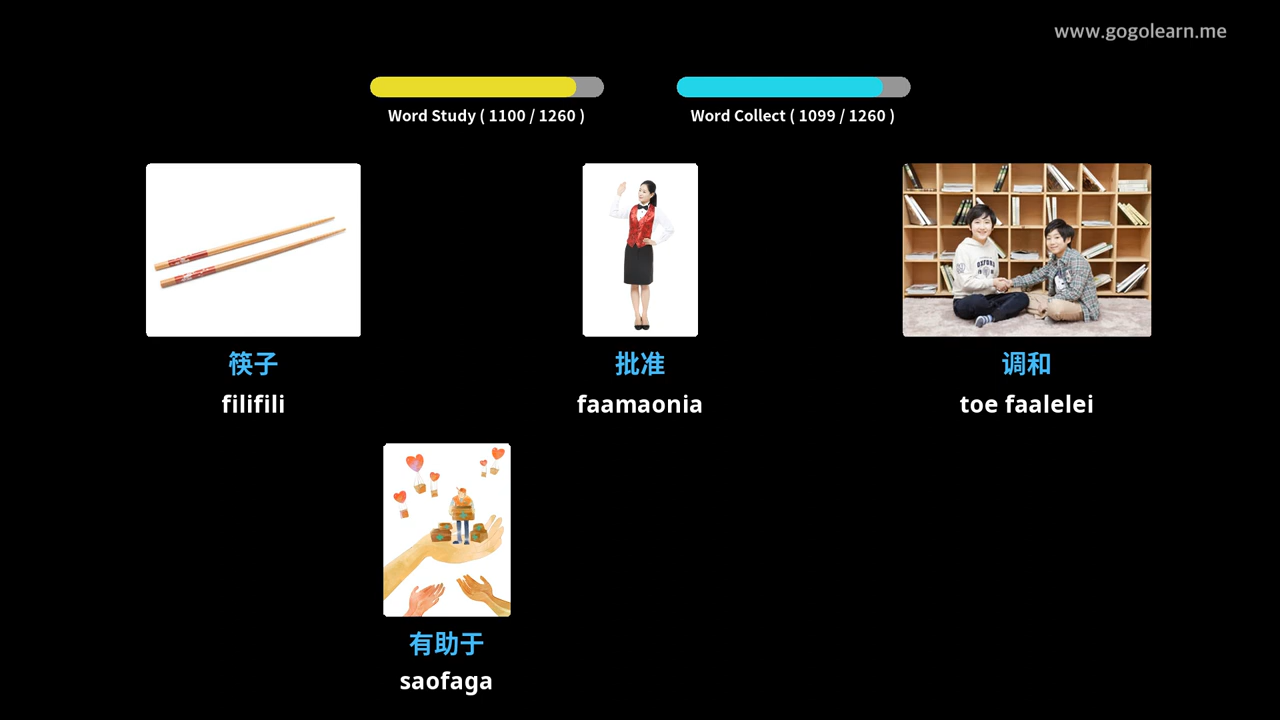 www.gogolearn.me
Word Study ( 1100 / 1260 )
Word Collect ( 1099 / 1260 )
筷子
filifili
批准
faamaonia
调和
toe faalelei
有助于
saofaga